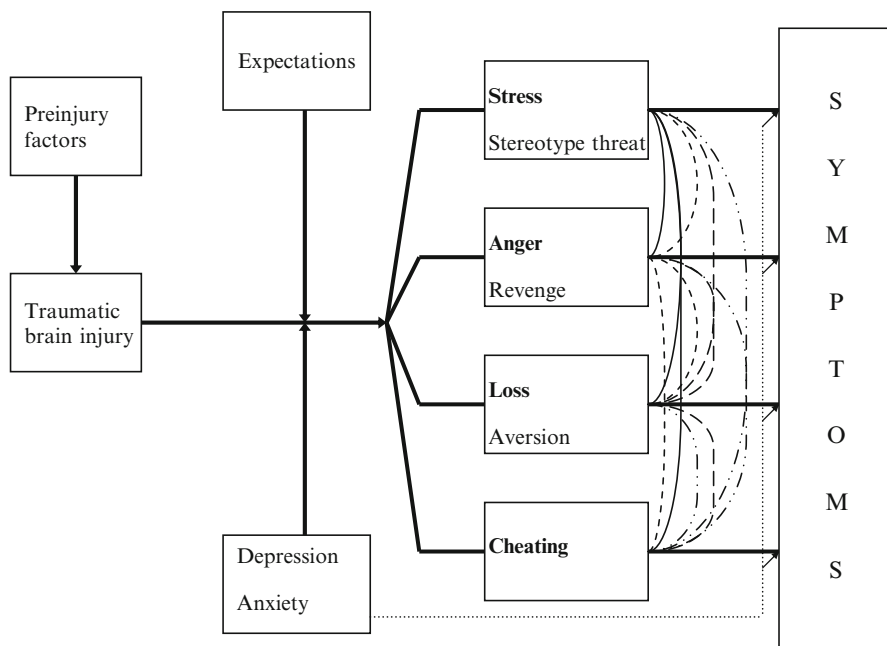 Expectations
Preinjury
factors
Traumatic
brain injury
Depression
Anxiety
Stress
Stereotype threat
Anger
Revenge
Loss
Aversion
Cheating
S
Y
M
P
T
O
M
S